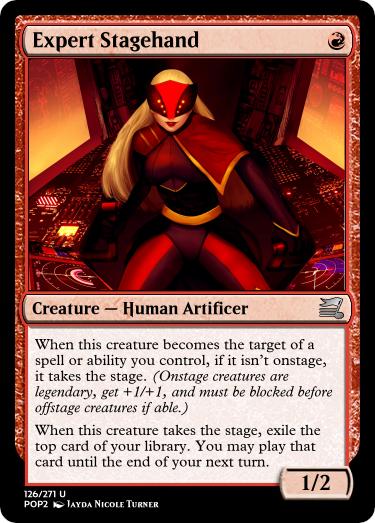 Expert Stagehand
Creature — Human Artificer
When this creature becomes the target of a
spell or ability you control, if it isn't onstage,
it takes the stage. (Onstage creatures are
legendary, get +1/+1, and must be blocked before
offstage creatures if able.)
When this creature takes the stage, exile the
top card of your library. You may play that
card until the end of your next turn.
1/2
126/271 U
POP2 Jayda Nicole Turner